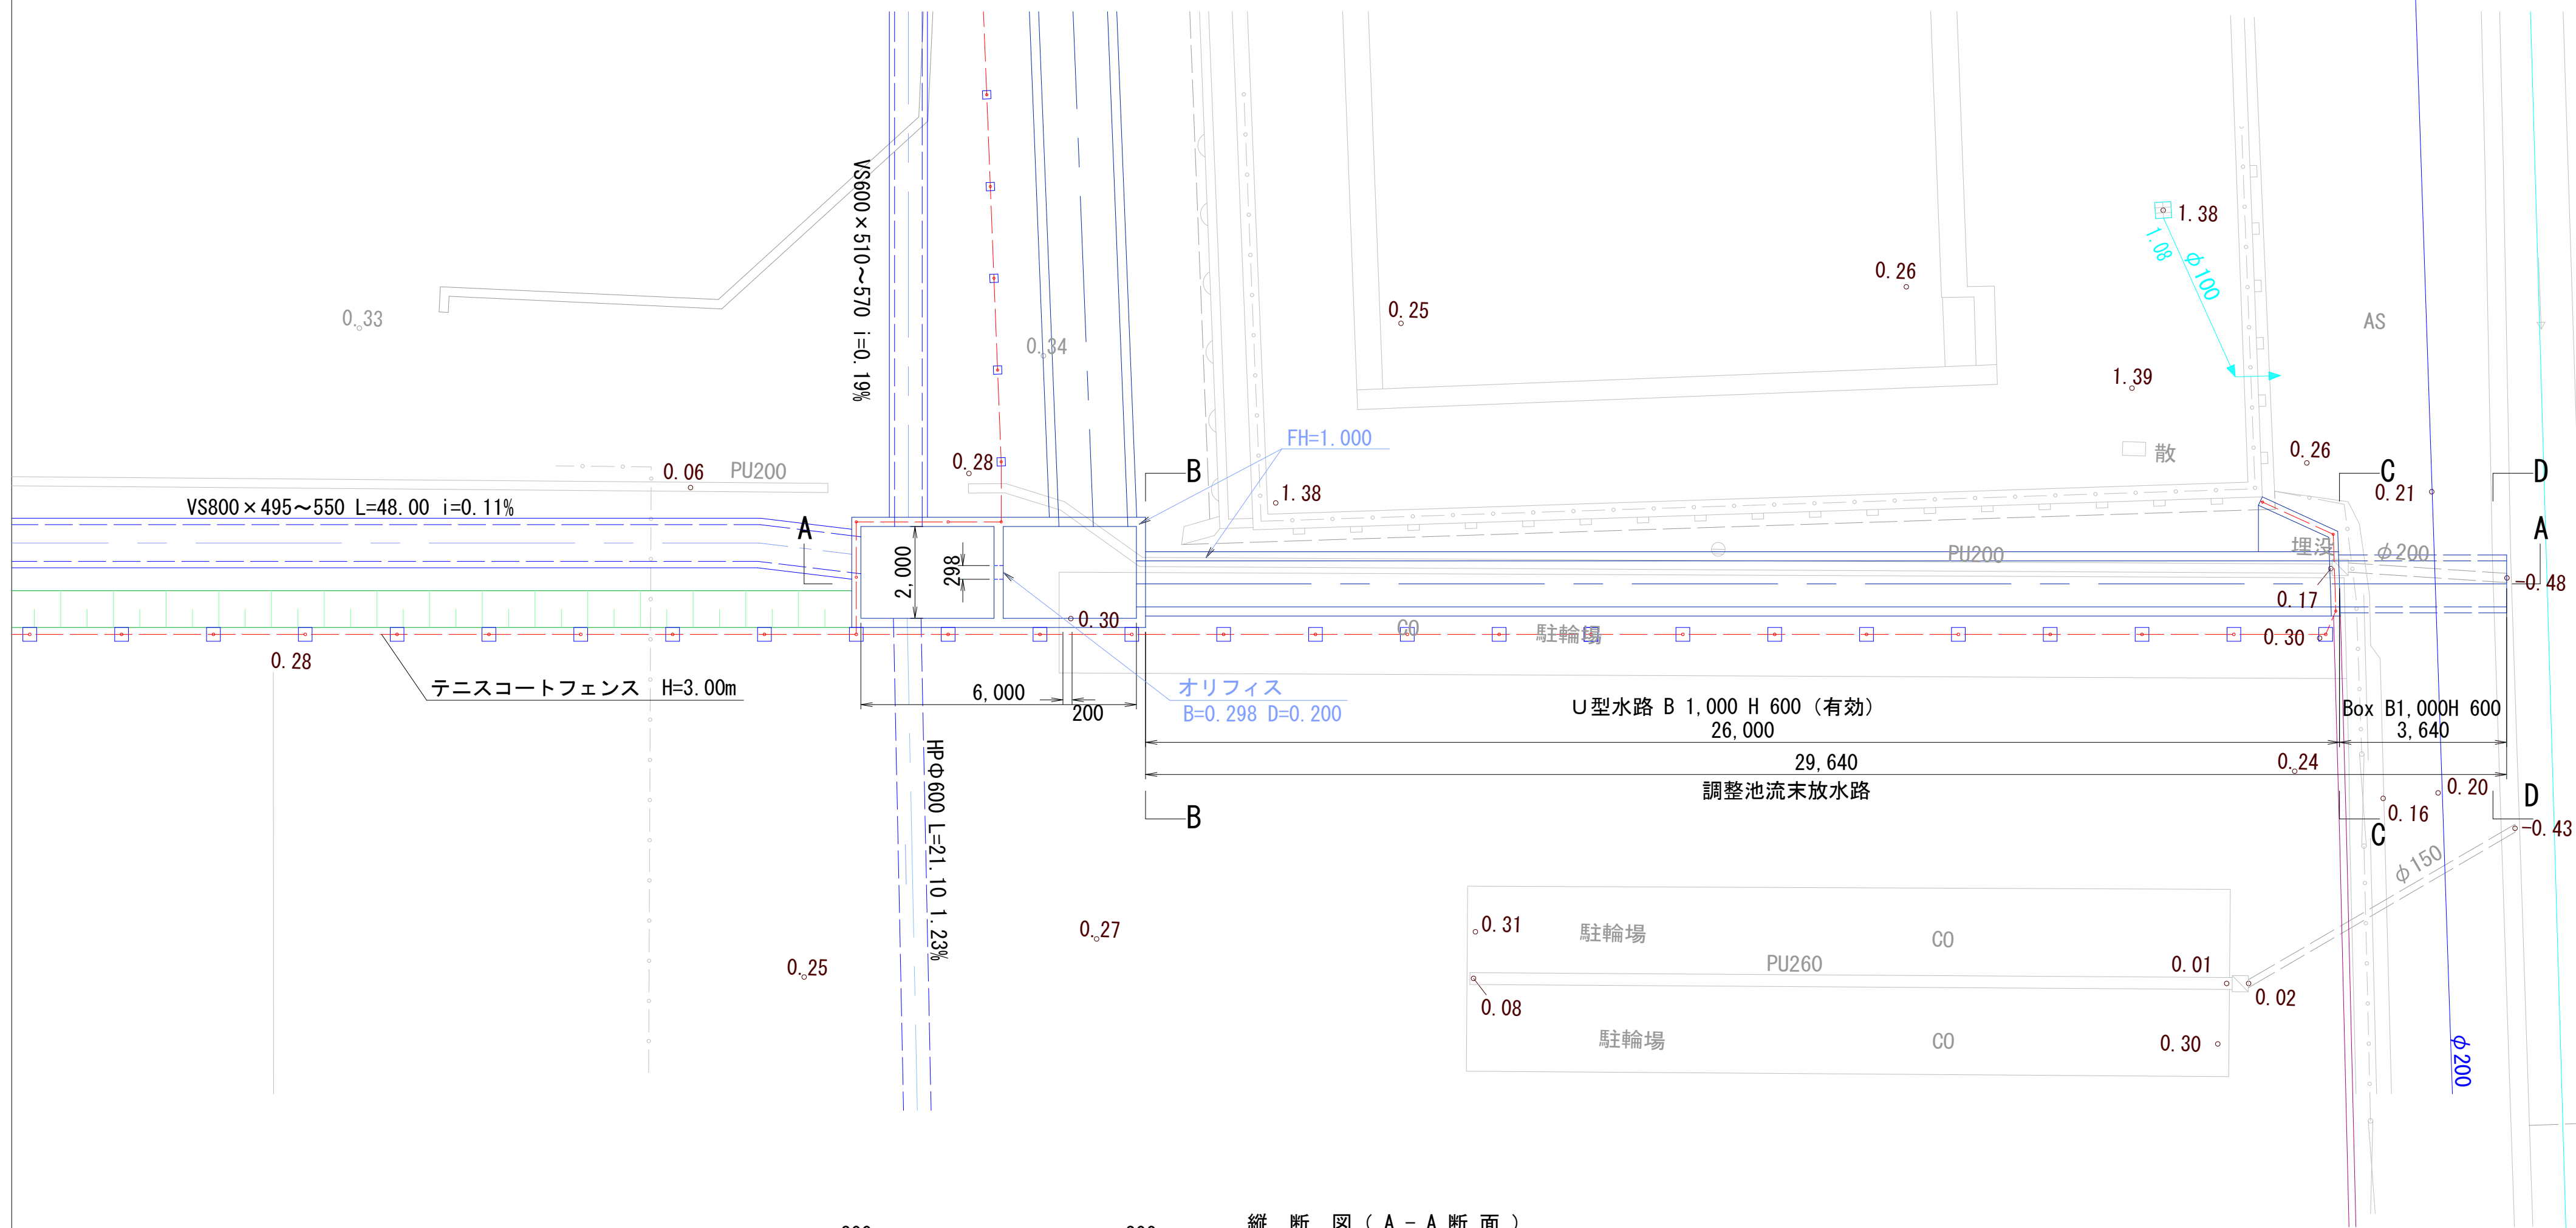 VS600×510～570 i=0.19%
1.38
1.08
φ100
0.26
0.25
0.33
0.34
AS
1.39
FH=1.000
散
0.28
0.06
PU200
B
1.38
0.26
C
0.21
D
VS800×495～550 L=48.00 i=0.11%
A
A
2,000
298
PU200
埋没
φ200
-0.48
0.17
0.30
CO
駐輪場
0.30
0.28
テニスコートフェンス H=3.00m
6,000
200
オリフィス
B=0.298 D=0.200
U型水路 B 1,000 H 600 (有効)
26,000
Box B1,000H 600
3,640
29,640
調整池流末放水路
0.24
0.20
0.16
D
-0.43
B
C
HPΦ600 L=21.10 1.23%
φ150
0.27
0.25
0.31
駐輪場
CO
PU260
0.01
0.08
0.02
駐輪場
CO
0.30
φ200
縦 断 図 ( A - A 断 面 )